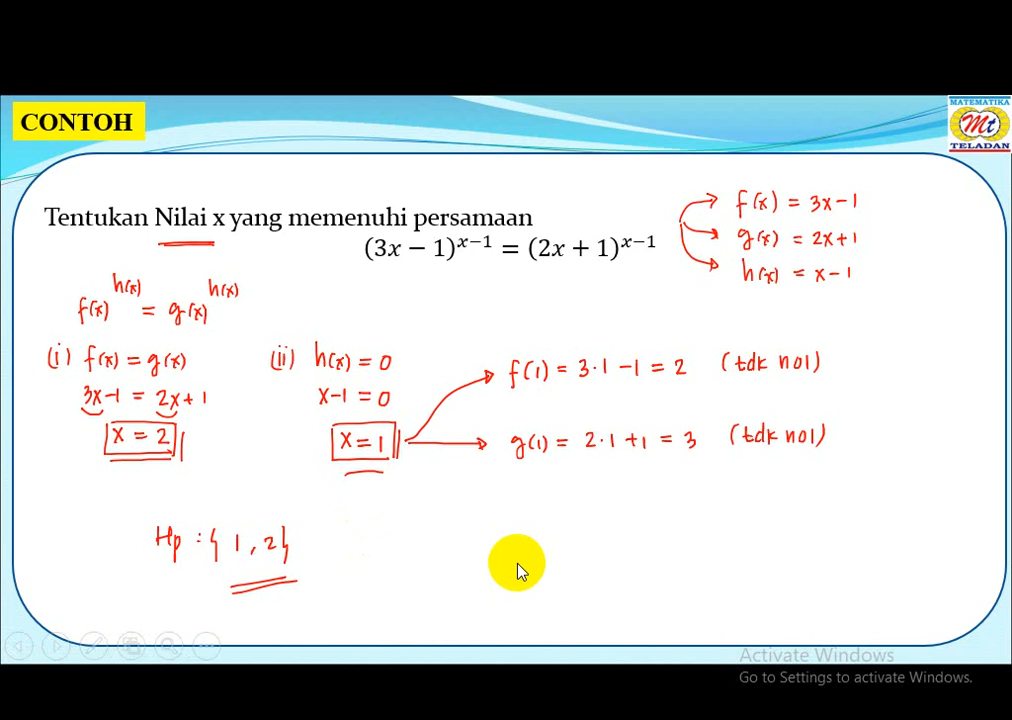 CONTOH
MATEMATIKA
Mt
TELADAN
Tentukan Nilai x yang memenuhi persamaan
(3x − 1)^{x−1} = (2x + 1)^{x−1}
f(x) = 3x-1
g(x) = 2x+1
h(x) = x-1
f(x)^{h(x)} = g(x)^{h(x)}
(i) f(x) = g(x)
3x-1 = 2x+1
x = 2
(ii) h(x) = 0
x-1 = 0
x = 1
f(1) = 3·1 -1 = 2 (tdk nol)
g(1) = 2·1 +1 = 3 (tdk nol)
Hp : { 1, 2}
Activate Windows
Go to Settings to activate Windows.